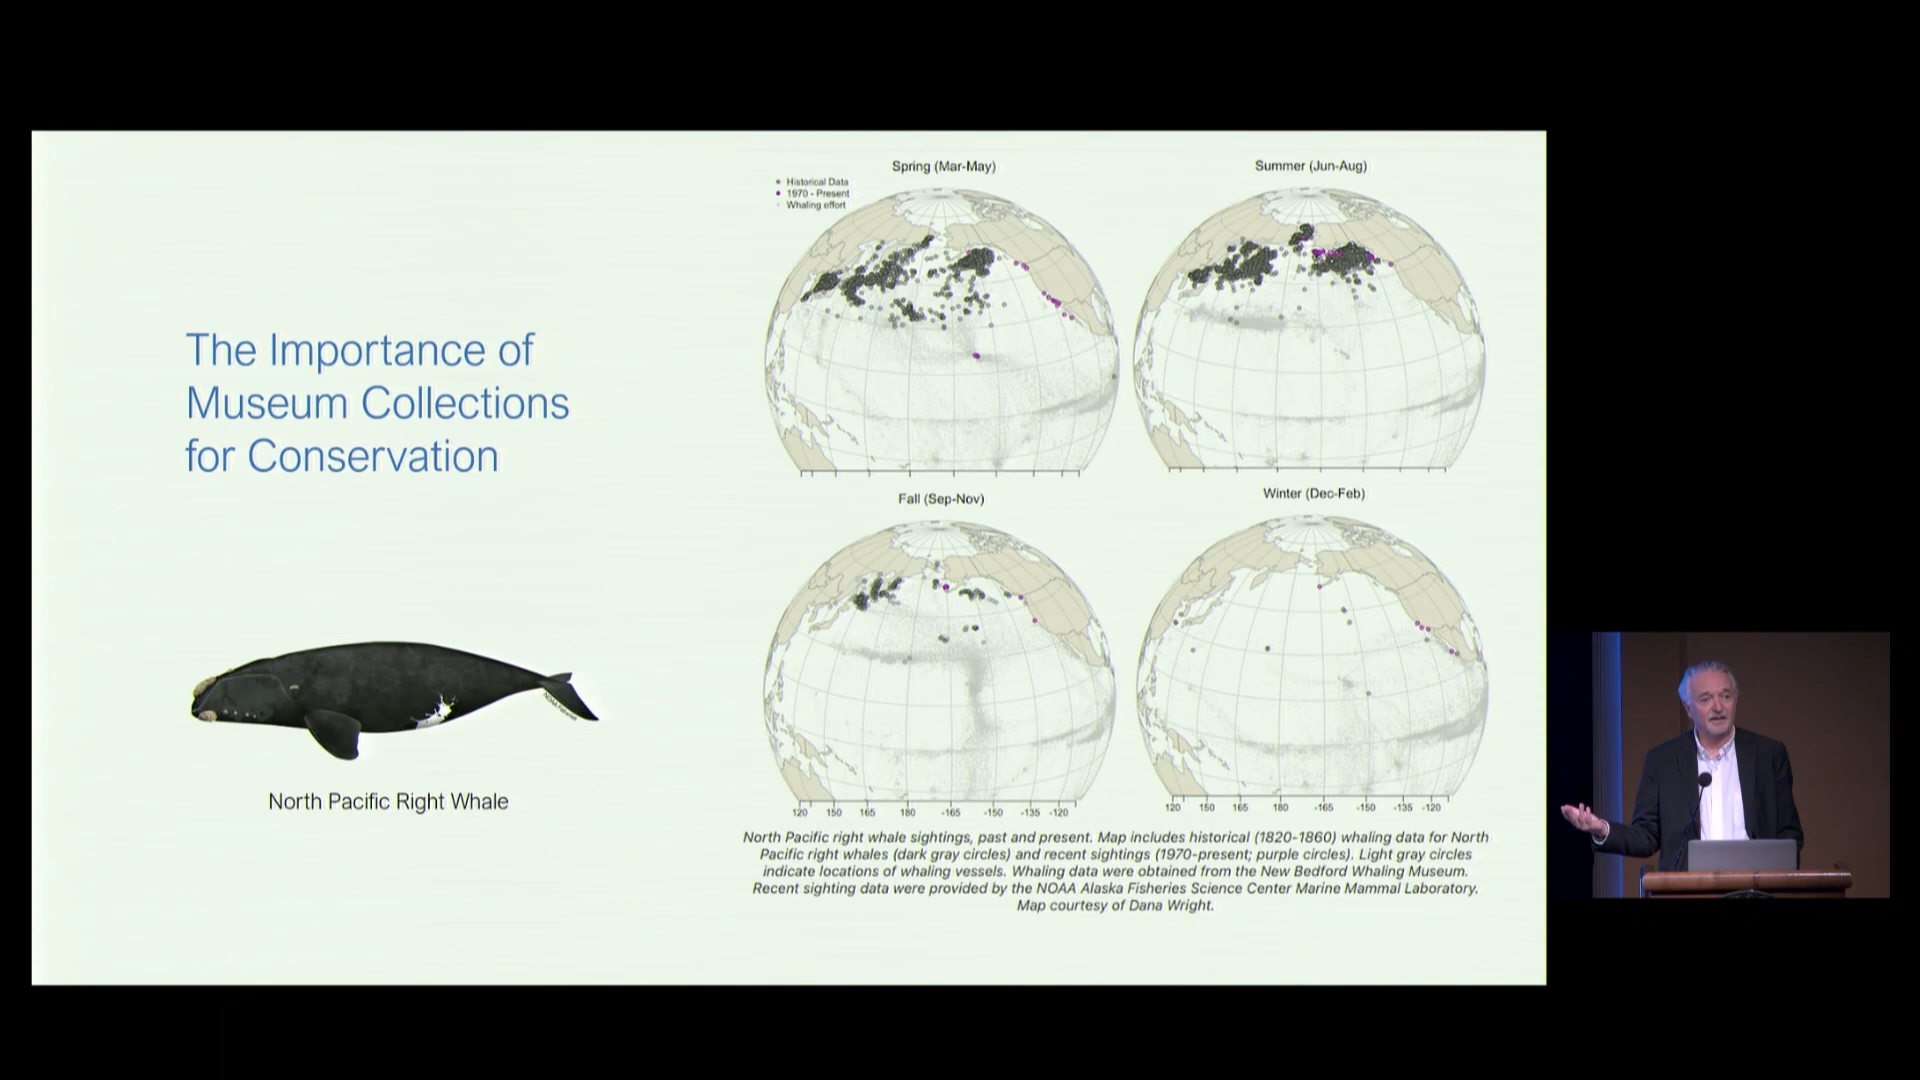 The Importance of
Museum Collections
for Conservation
NOAA Fisheries
North Pacific Right Whale
Spring (Mar-May)
Historical Data
1970 - Present
Whaling effort
Summer (Jun-Aug)
Fall (Sep-Nov)
120 150 165 180 -165 -150 -135 -120
Winter (Dec-Feb)
120 150 165 180 -165 -150 -135 -120
North Pacific right whale sightings, past and present. Map includes historical (1820-1860) whaling data for North
Pacific right whales (dark gray circles) and recent sightings (1970-present; purple circles). Light gray circles
indicate locations of whaling vessels. Whaling data were obtained from the New Bedford Whaling Museum.
Recent sighting data were provided by the NOAA Alaska Fisheries Science Center Marine Mammal Laboratory.
Map courtesy of Dana Wright.